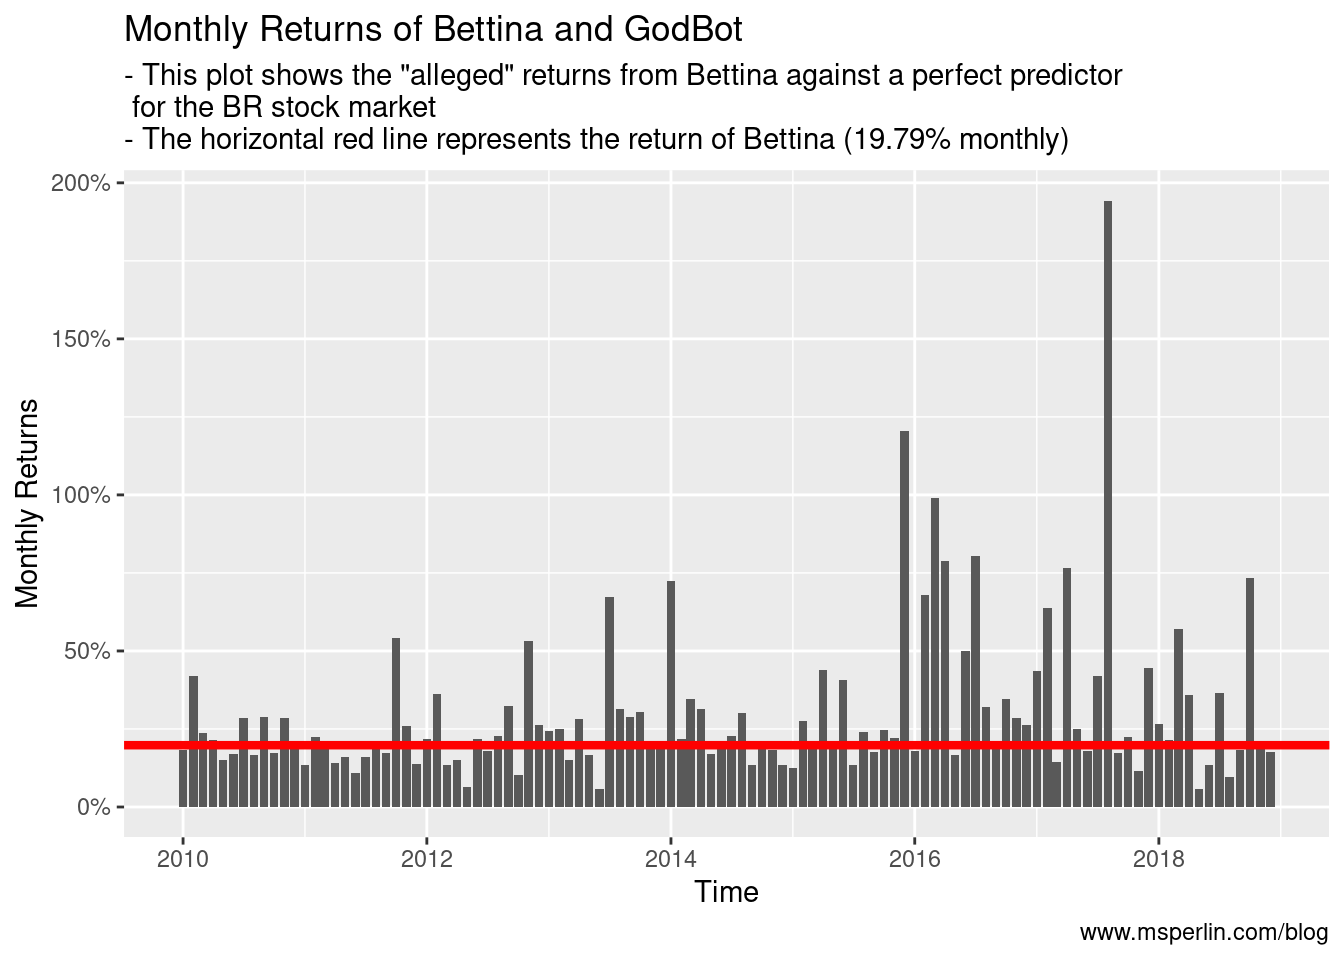 Monthly Returns of Bettina and GodBot
- This plot shows the "alleged" returns from Bettina against a perfect predictor
for the BR stock market
- The horizontal red line represents the return of Bettina (19.79% monthly)
200%
150%
100%
50%
0%
Monthly Returns
2010 2012 2014 2016 2018
Time
www.msperlin.com/blog